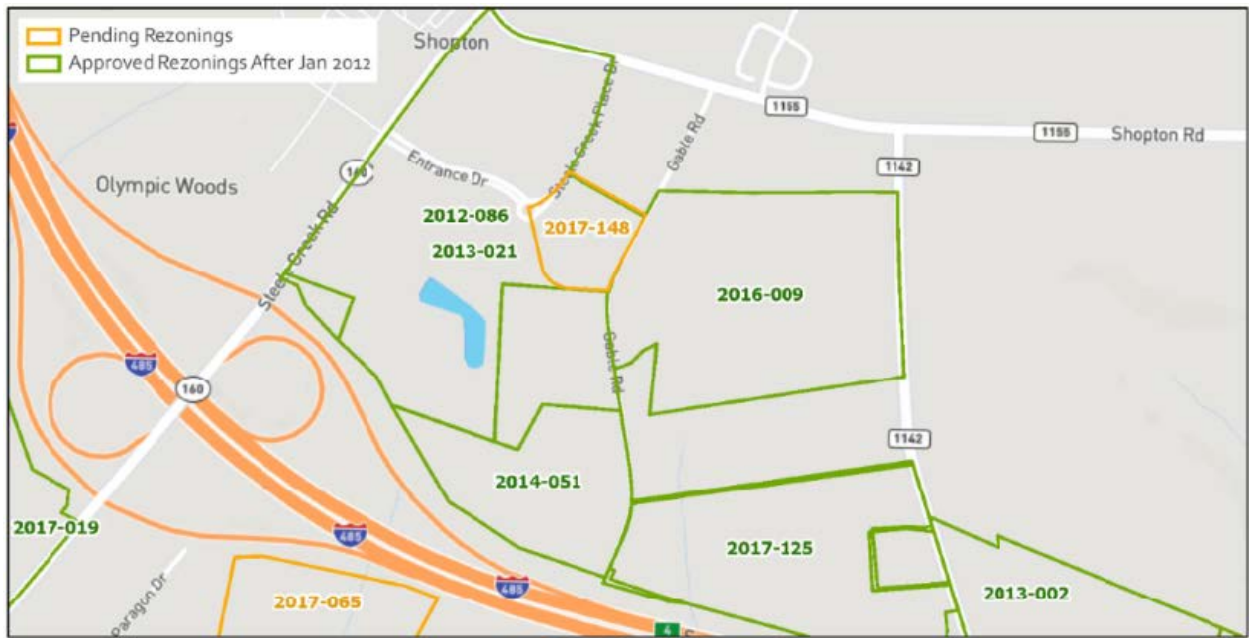 Pending Rezonings
Approved Rezonings After Jan 2012
Shopton
Steele Creek Place Dr
1155
1155
Shopton Rd
Gable Rd
1142
160
Entrance Dr
Olympic Woods
2012-086
2017-148
2013-021
2016-009
Steele Creek Rd
485
160
Gable Rd
1142
2014-051
2017-019
485
2017-125
485
2013-002
2017-065
Paragon Dr
4